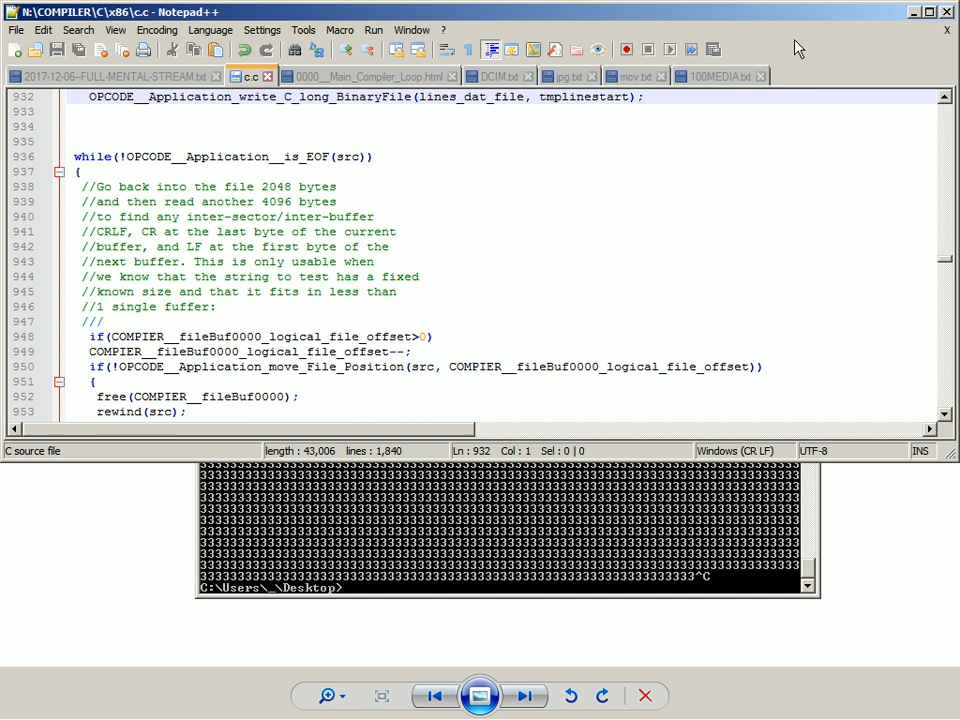 N:\COMPILER\C\x86\c.c - Notepad++
File Edit Search View Encoding Language Settings Tools Macro Run Window ? X
2017-12-06--FULL-MENTAL-STREAM.txt c.c 0000__Main_Compiler_Loop.html DCIM.txt jpg.txt mov.txt 100MEDIA.txt
932 OPCODE__Application_write_C_long_BinaryFile(lines_dat_file, tmplinestart);
933
934
935
936 while(!OPCODE__Application__is_EOF(src))
937 {
938 //Go back into the file 2048 bytes
939 //and then read another 4096 bytes
940 //to find any inter-sector/inter-buffer
941 //CRLF, CR at the last byte of the current
942 //buffer, and LF at the first byte of the
943 //next buffer. This is only usable when
944 //we know that the string to test has a fixed
945 //known size and that it fits in less than
946 //1 single fuffer:
947 ///
948 if(COMPIER__fileBuf0000_logical_file_offset>0)
949 COMPIER__fileBuf0000_logical_file_offset--;
950 if(!OPCODE__Application_move_File_Position(src, COMPIER__fileBuf0000_logical_file_offset))
951 {
952 free(COMPIER__fileBuf0000);
953 rewind(src);
C source file length : 43,006 lines : 1,840 Ln : 932 Col : 1 Sel : 0 | 0 Windows (CR LF) UTF-8 INS
C:\Users\_\Desktop>